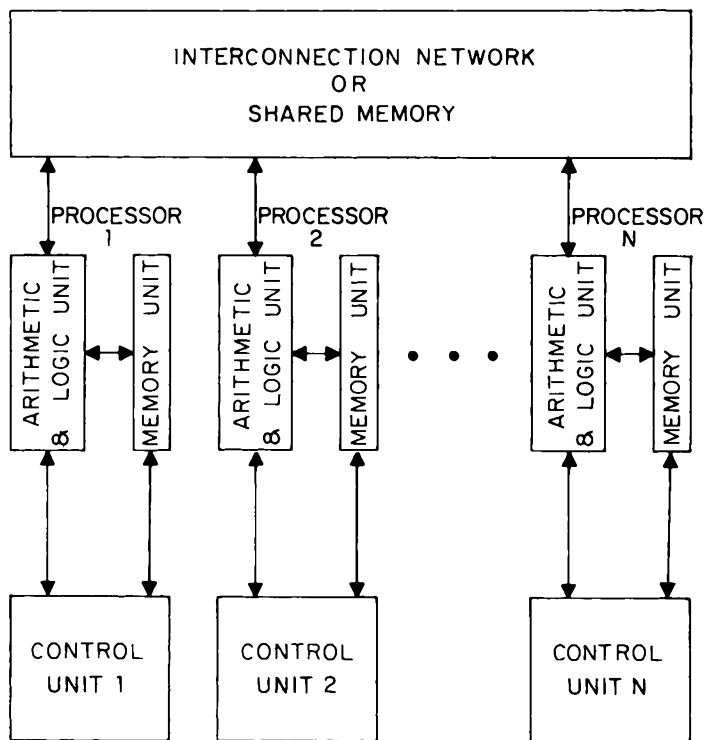 INTERCONNECTION NETWORK
OR
SHARED MEMORY
PROCESSOR
1
PROCESSOR
2
PROCESSOR
N
ARITHMETIC
& LOGIC UNIT
MEMORY UNIT
ARITHMETIC
& LOGIC UNIT
MEMORY UNIT
ARITHMETIC
& LOGIC UNIT
MEMORY UNIT
CONTROL
UNIT 1
CONTROL
UNIT 2
CONTROL
UNIT N